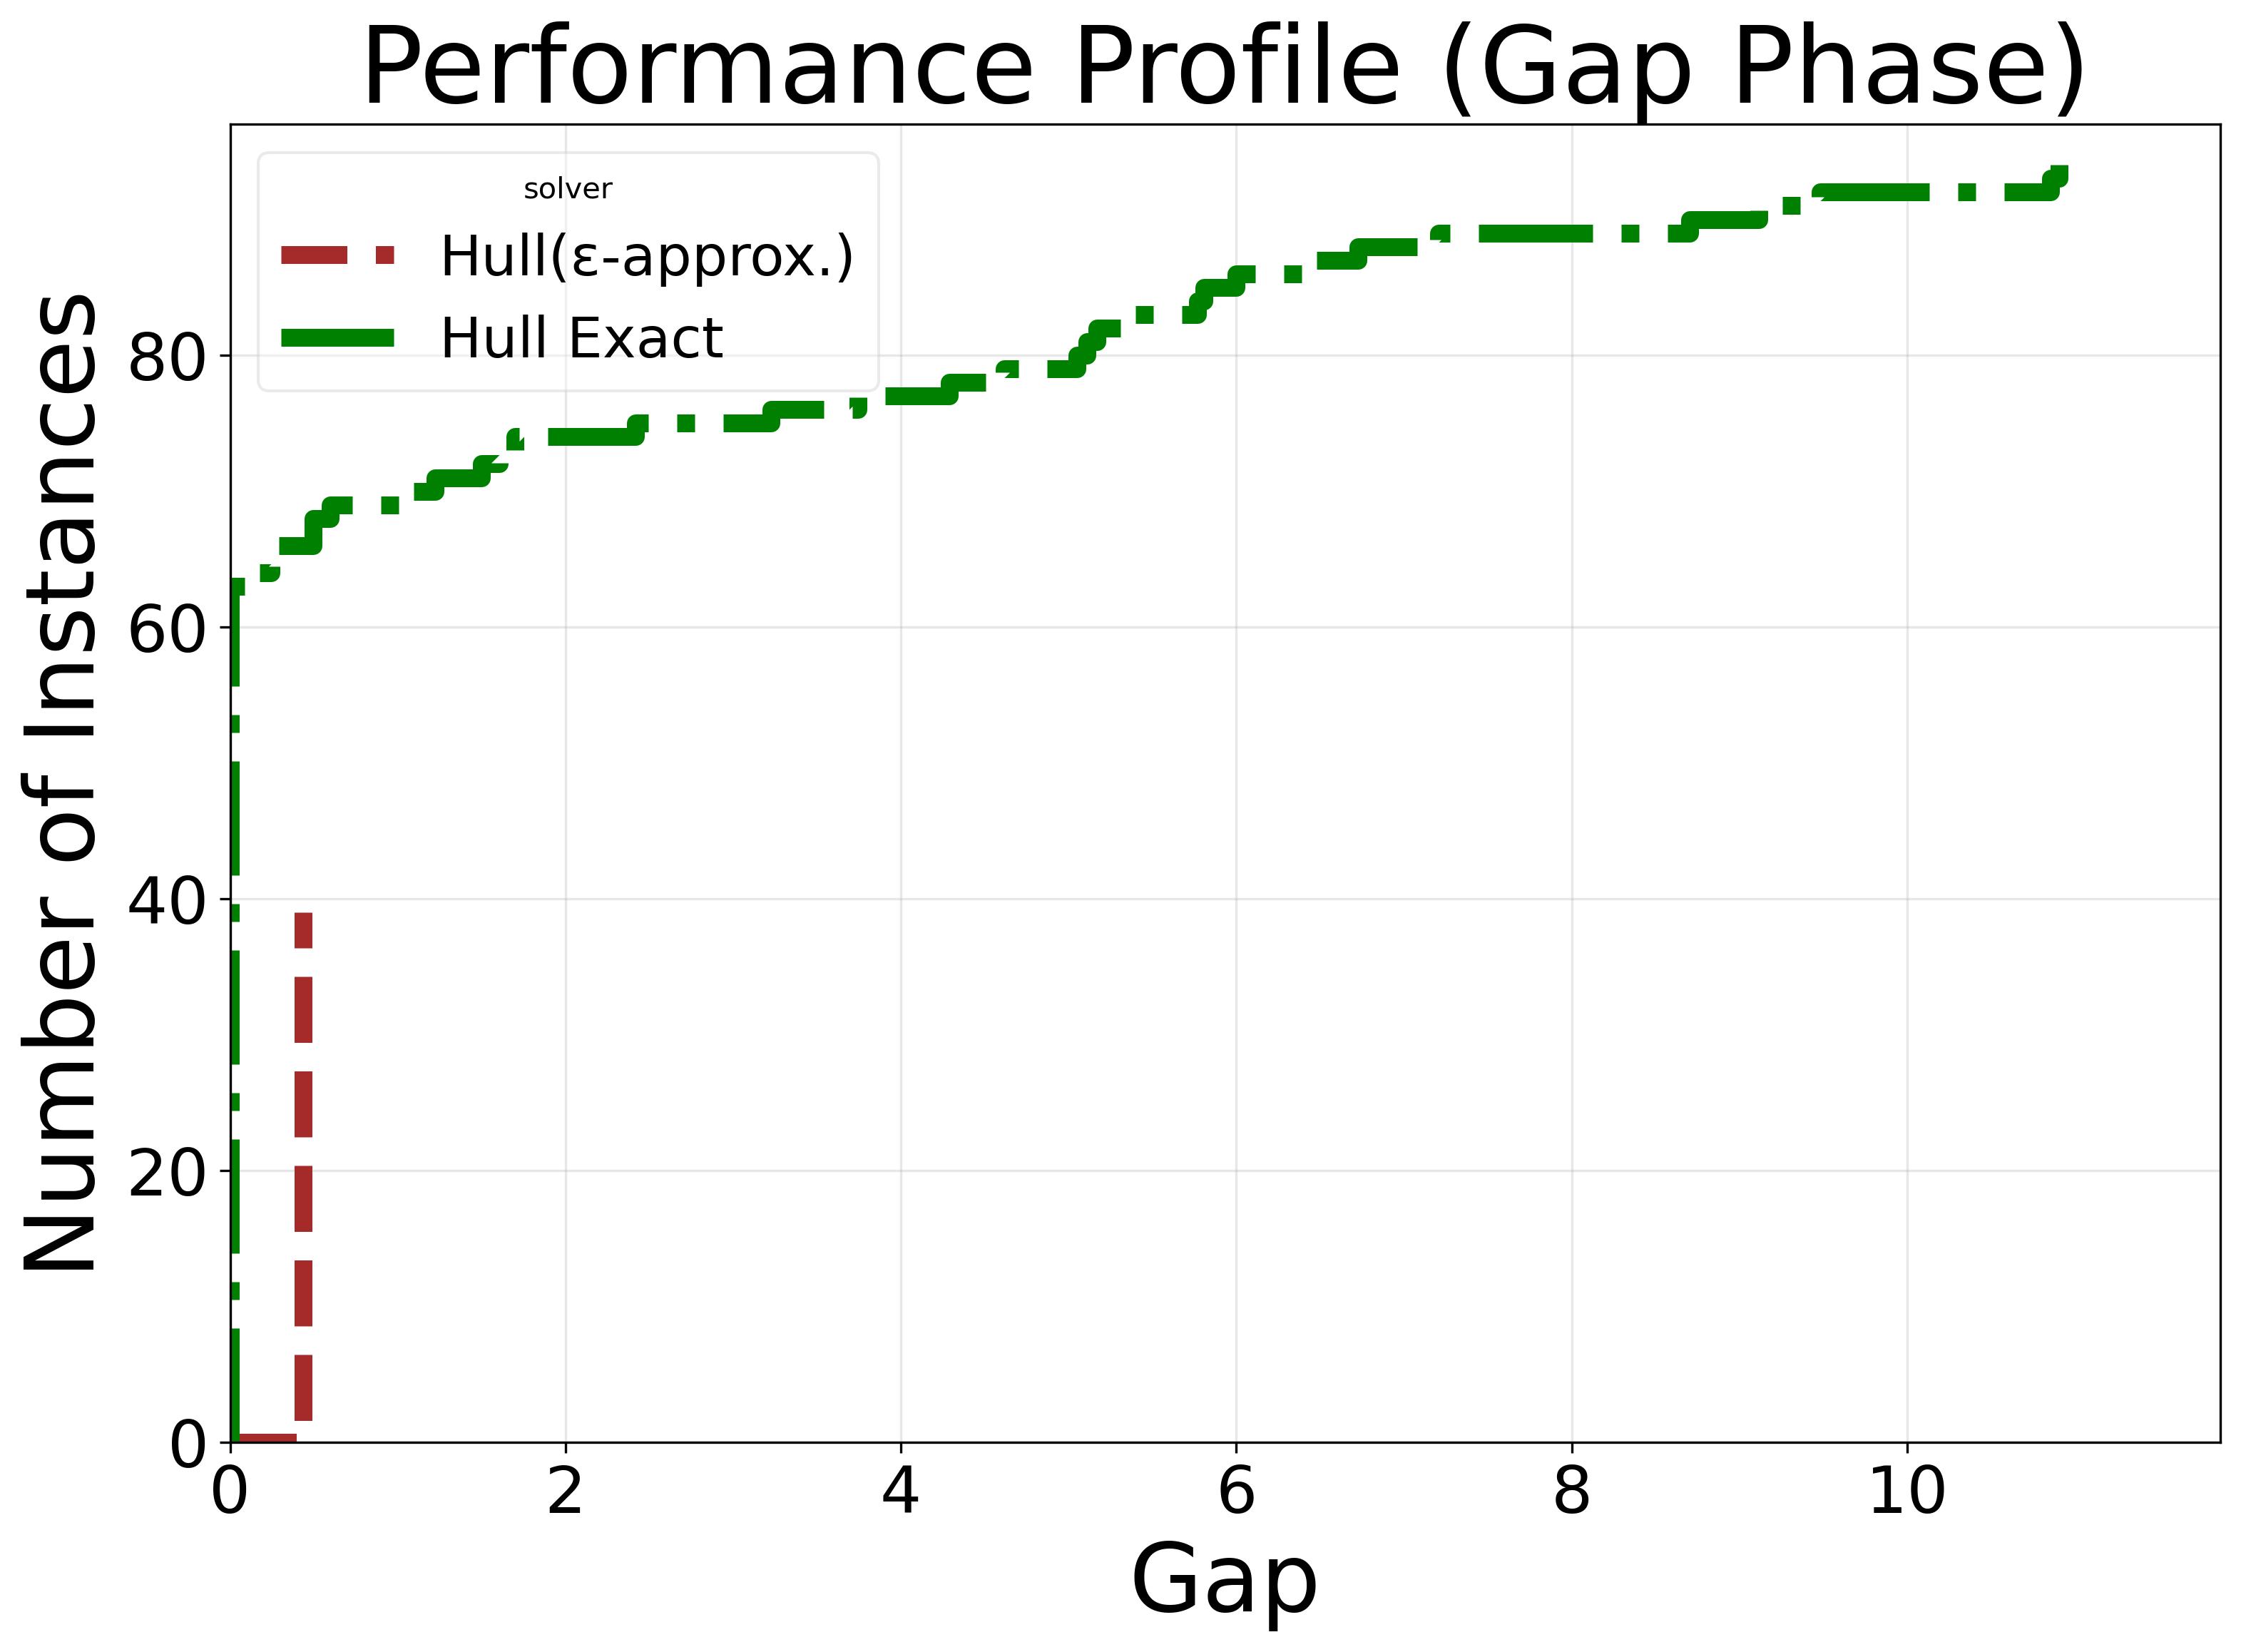 Performance Profile (Gap Phase)
solver
Hull(ε-approx.)
Hull Exact
Number of Instances
80
60
40
20
0
0 2 4 6 8 10
Gap